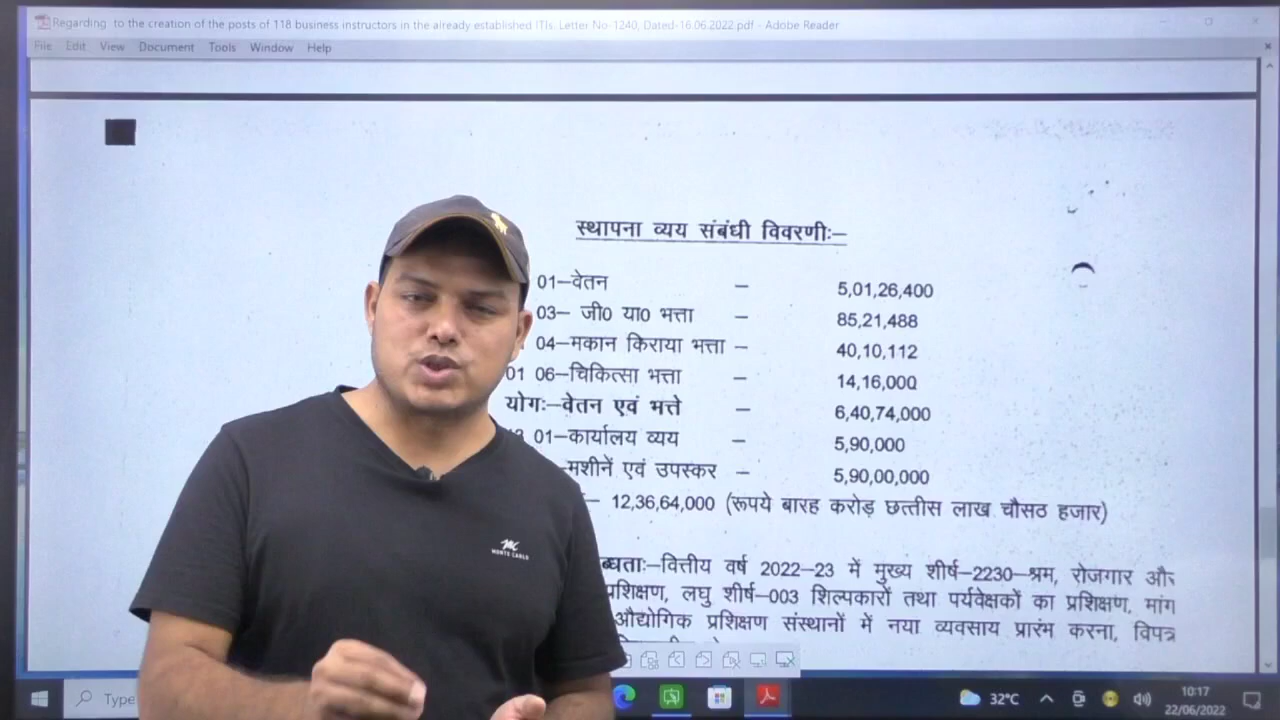 Regarding to the creation of the posts of 118 business instructors in the already established ITIs. Letter No-1240, Dated-16.06.2022.pdf - Adobe Reader
File Edit View Document Tools Window Help
स्थापना व्यय संबंधी विवरणीः–
01–वेतन – 5,01,26,400
03– जी0 या0 भत्ता – 85,21,488
04–मकान किराया भत्ता – 40,10,112
01 06–चिकित्सा भत्ता – 14,16,000
योगः–वेतन एवं भत्ते – 6,40,74,000
01–कार्यालय व्यय – 5,90,000
मशीनें एवं उपस्कर – 5,90,00,000
– 12,36,64,000 (रूपये बारह करोड़ छत्तीस लाख चौसठ हजार)
ब्धताः–वित्तीय वर्ष 2022–23 में मुख्य शीर्ष–2230–श्रम, रोजगार और
प्रशिक्षण, लघु शीर्ष–003 शिल्पकारों तथा पर्यवेक्षकों का प्रशिक्षण, मांग
औद्योगिक प्रशिक्षण संस्थानों में नया व्यवसाय प्रारंभ करना, विपत्र
MONTE CARLO
Type
32°C
10:17
22/06/2022